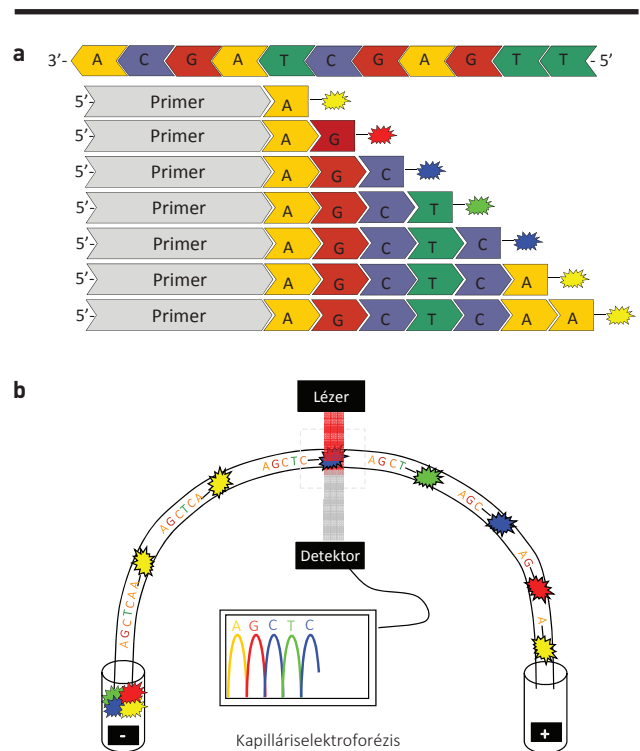 a
3'- A C G A T C G A G T T - 5'
5'- Primer A
5'- Primer A G
5'- Primer A G C
5'- Primer A G C T
5'- Primer A G C T C
5'- Primer A G C T C A
5'- Primer A G C T C A A
b
Lézer
AGCTC
AGCT
AGCTCA
AGC
Detektor
AG
AGCTCAA
A
A G C T C
-
+
Kapilláriselektroforézis